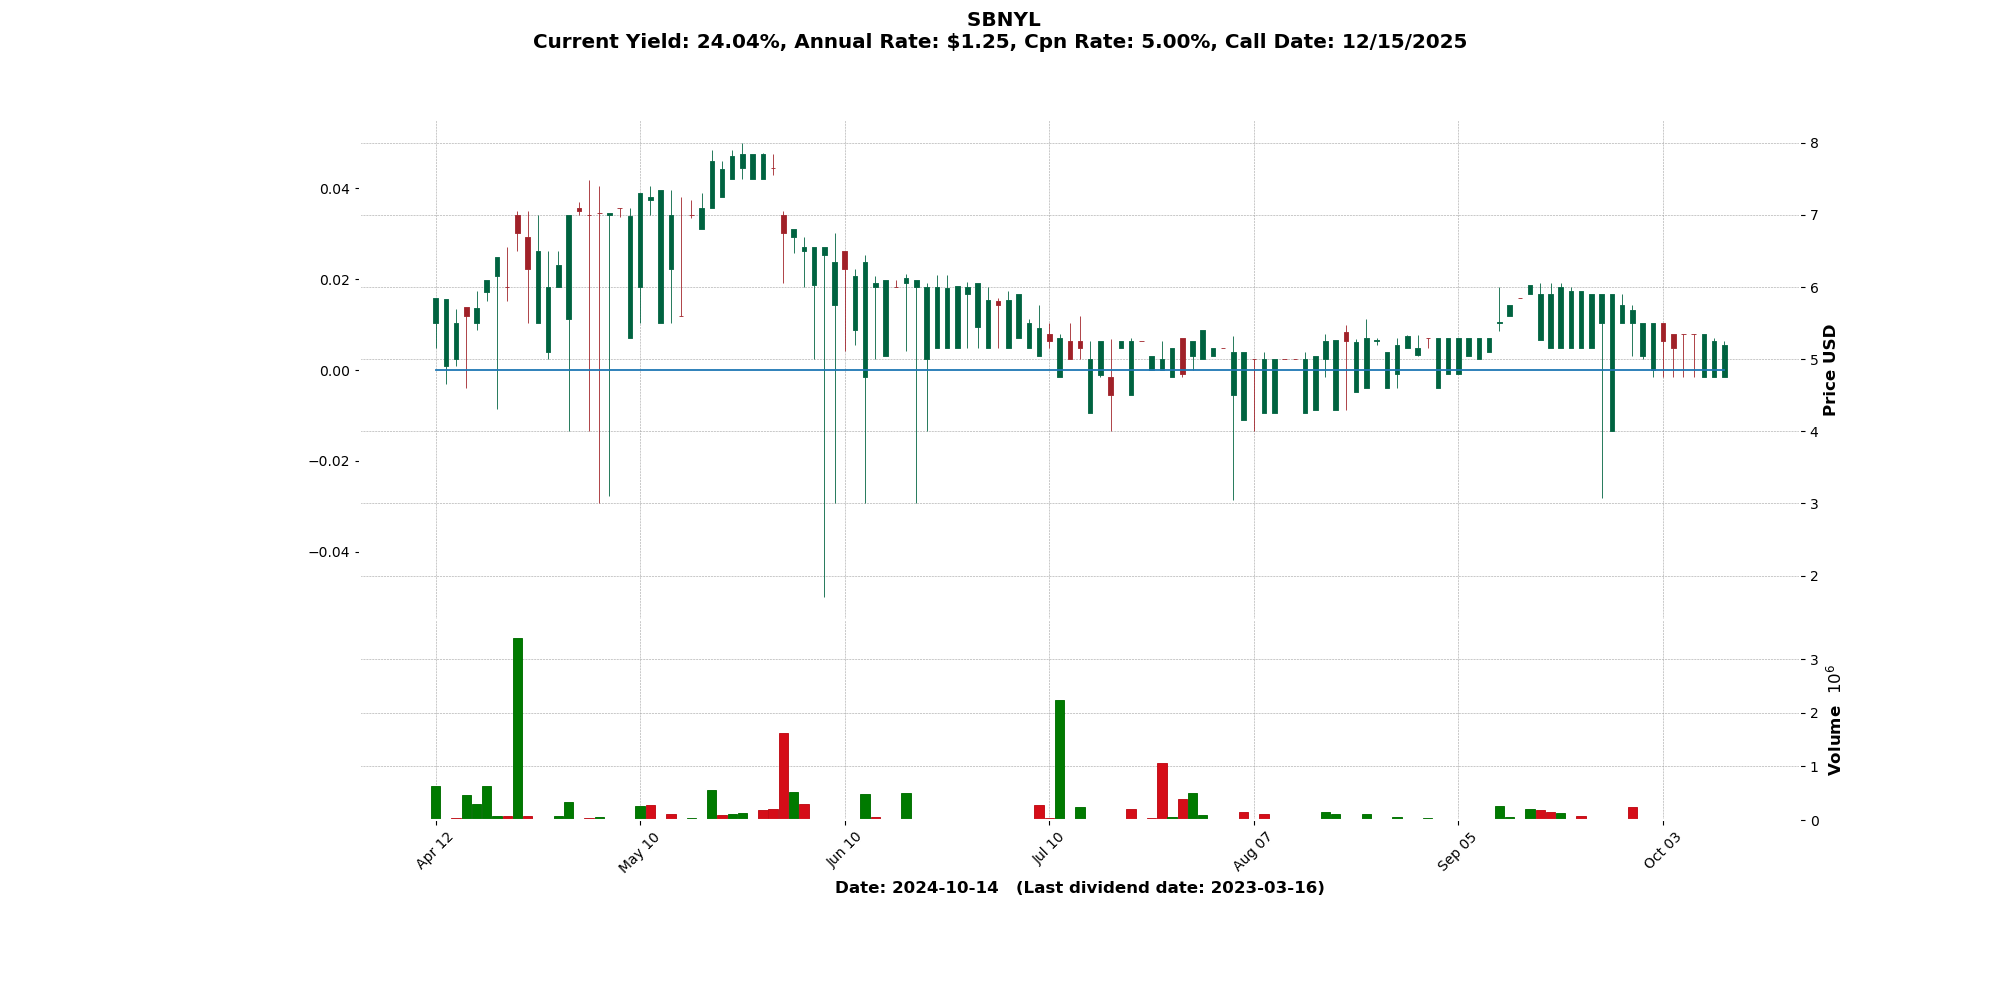 SBNYL
Current Yield: 24.04%, Annual Rate: $1.25, Cpn Rate: 5.00%, Call Date: 12/15/2025
0.04
0.02
0.00
−0.02
−0.04
8
7
6
5
4
3
2
Price USD
3
2
1
0
Volume 10⁶
Apr 12
May 10
Jun 10
Jul 10
Aug 07
Sep 05
Oct 03
Date: 2024-10-14 (Last dividend date: 2023-03-16)